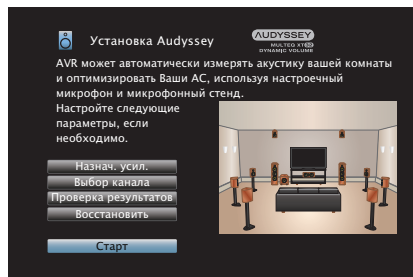 Установка Audyssey
AUDYSSEY
MULTEQ XT32
DYNAMIC VOLUME
AVR может автоматически измерять акустику вашей комнаты
и оптимизировать Ваши АС, используя настроечный
микрофон и микрофонный стенд.
Настройте следующие
параметры, если
необходимо.
Назнач. усил.
Выбор канала
Проверка результатов
Восстановить
Старт